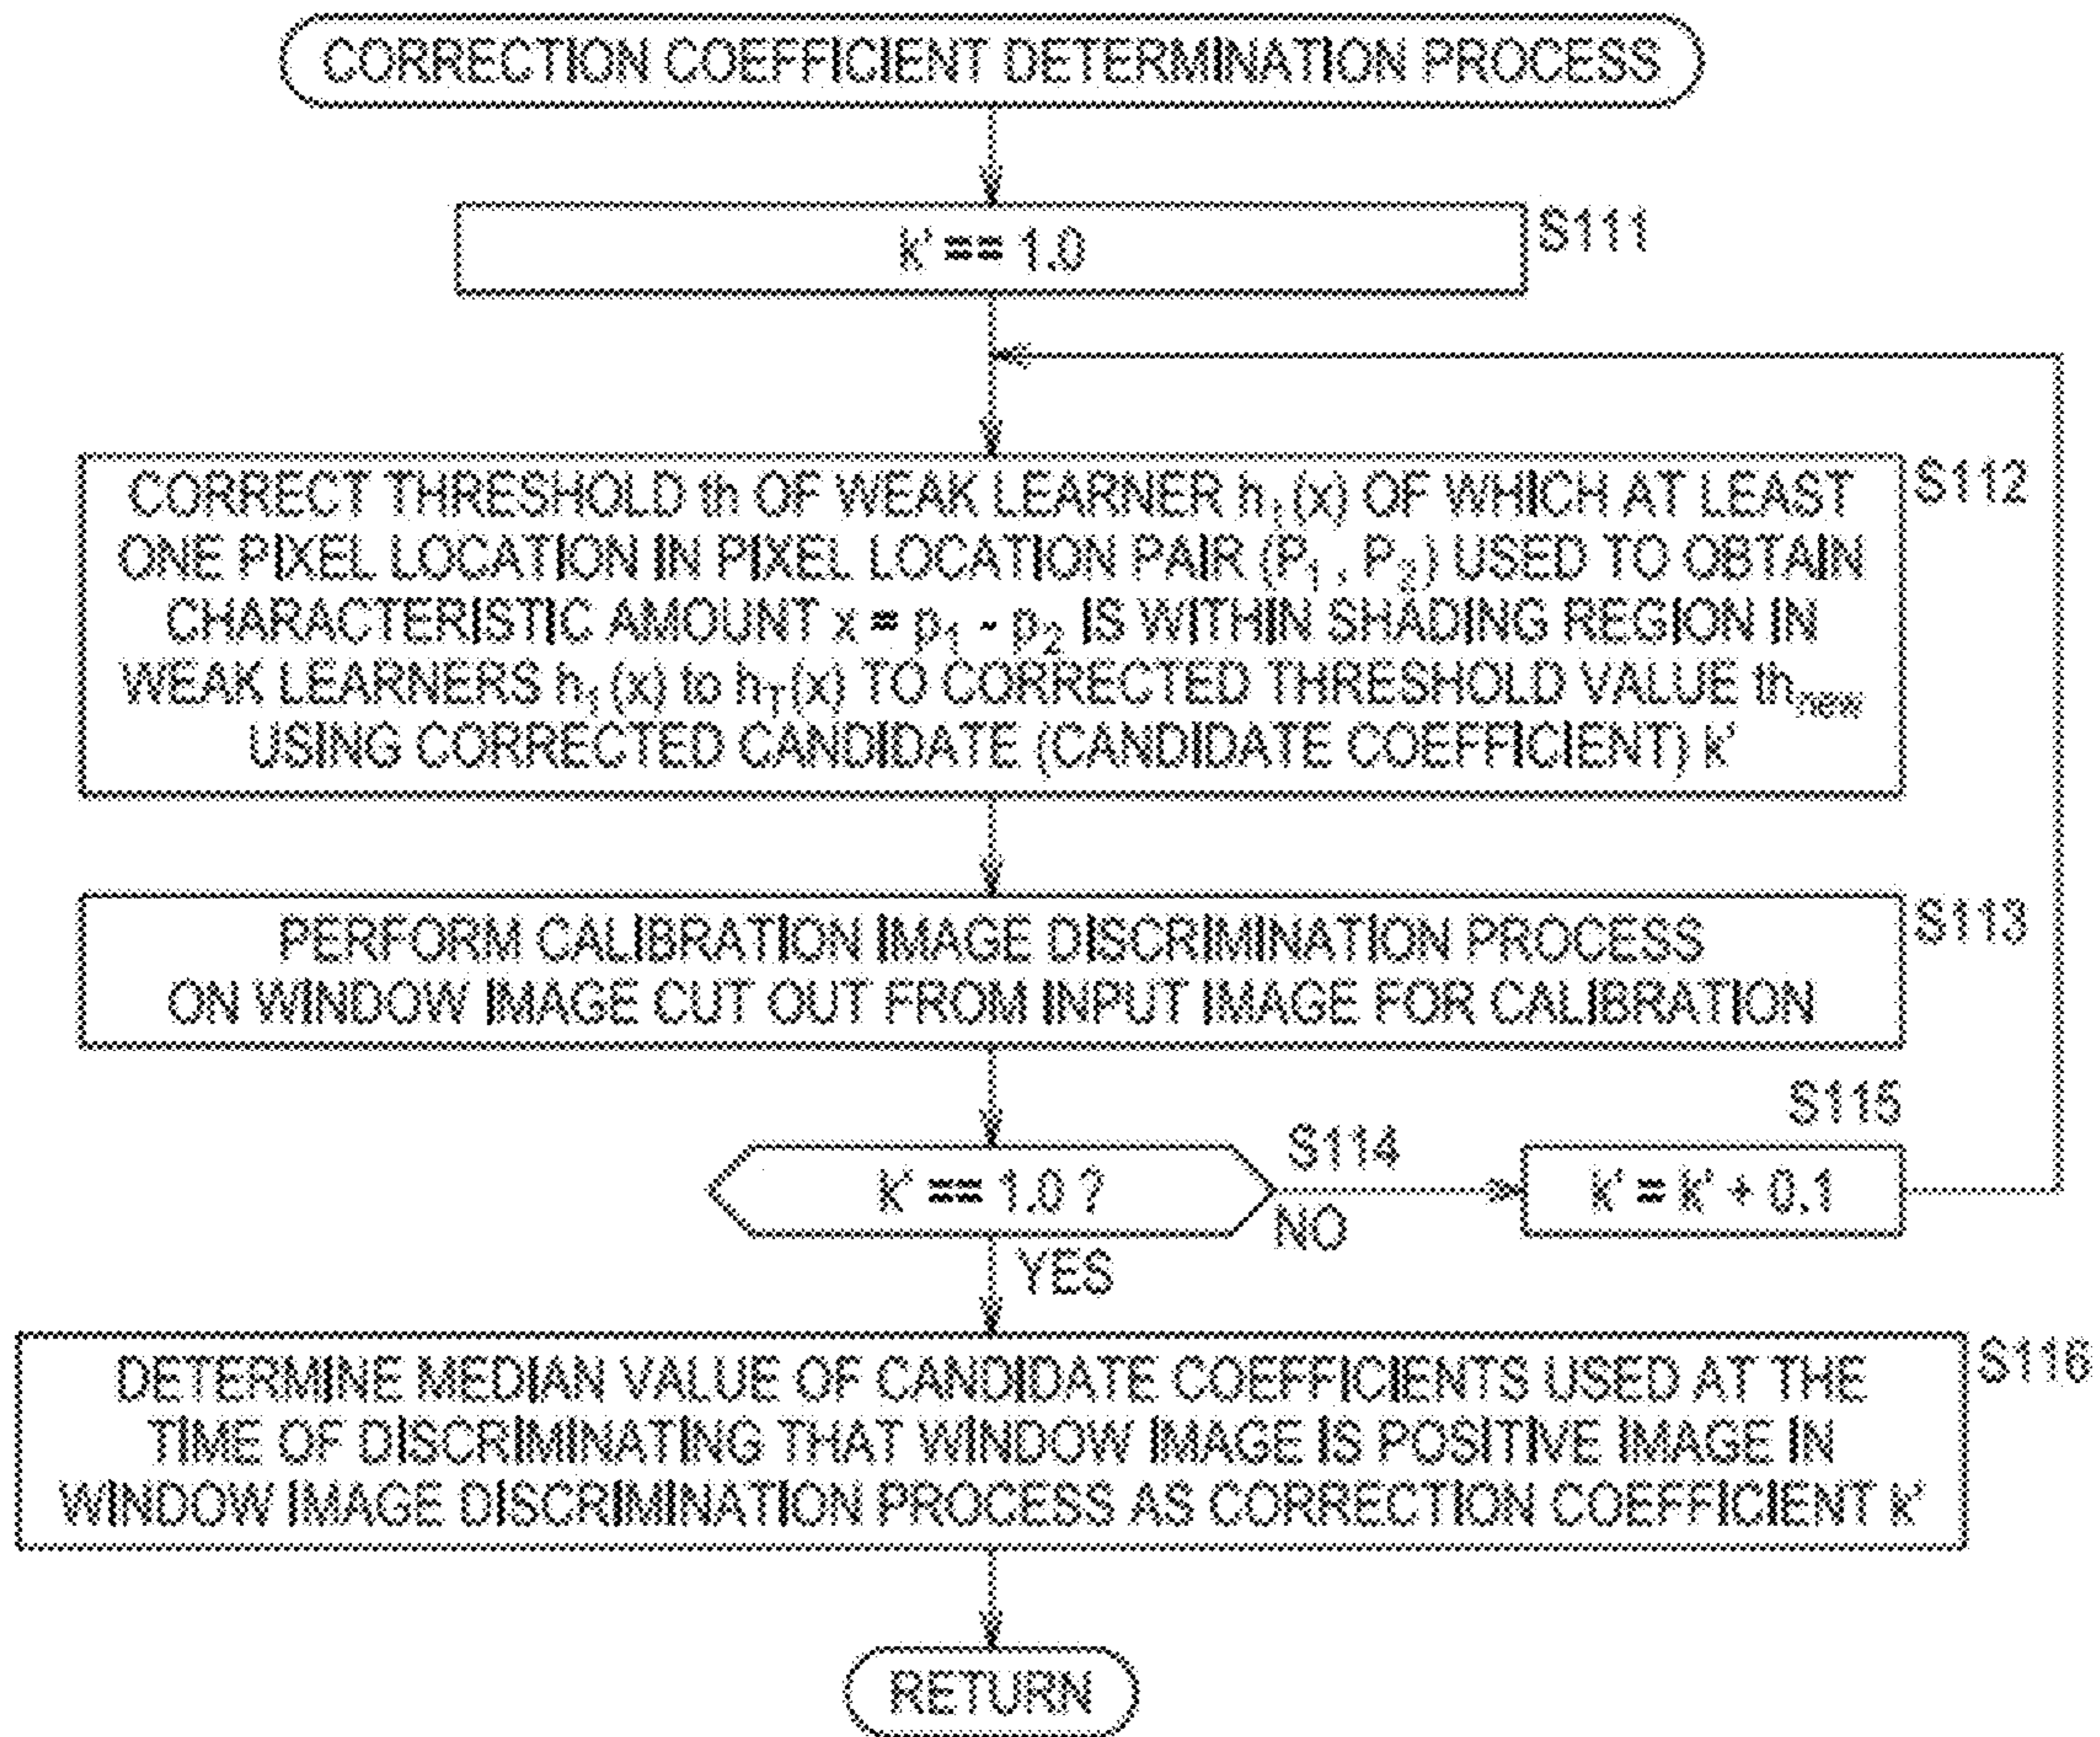 CORRECTION COEFFICIENT DETERMINATION PROCESS
k' == 1.0
S111
CORRECT THRESHOLD th OF WEAK LEARNER h₁(x) OF WHICH AT LEAST
ONE PIXEL LOCATION IN PIXEL LOCATION PAIR (P₁ , P₂) USED TO OBTAIN
CHARACTERISTIC AMOUNT x = p₁ - p₂ IS WITHIN SHADING REGION IN
WEAK LEARNERS h₁(x) to h_T(x) TO CORRECTED THRESHOLD VALUE th_new
USING CORRECTED CANDIDATE (CANDIDATE COEFFICIENT) k'
S112
PERFORM CALIBRATION IMAGE DISCRIMINATION PROCESS
ON WINDOW IMAGE CUT OUT FROM INPUT IMAGE FOR CALIBRATION
S113
k' == 1.0 ?
S114
NO
YES
S115
k' = k' + 0.1
DETERMINE MEDIAN VALUE OF CANDIDATE COEFFICIENTS USED AT THE
TIME OF DISCRIMINATING THAT WINDOW IMAGE IS POSITIVE IMAGE IN
WINDOW IMAGE DISCRIMINATION PROCESS AS CORRECTION COEFFICIENT k'
S116
RETURN